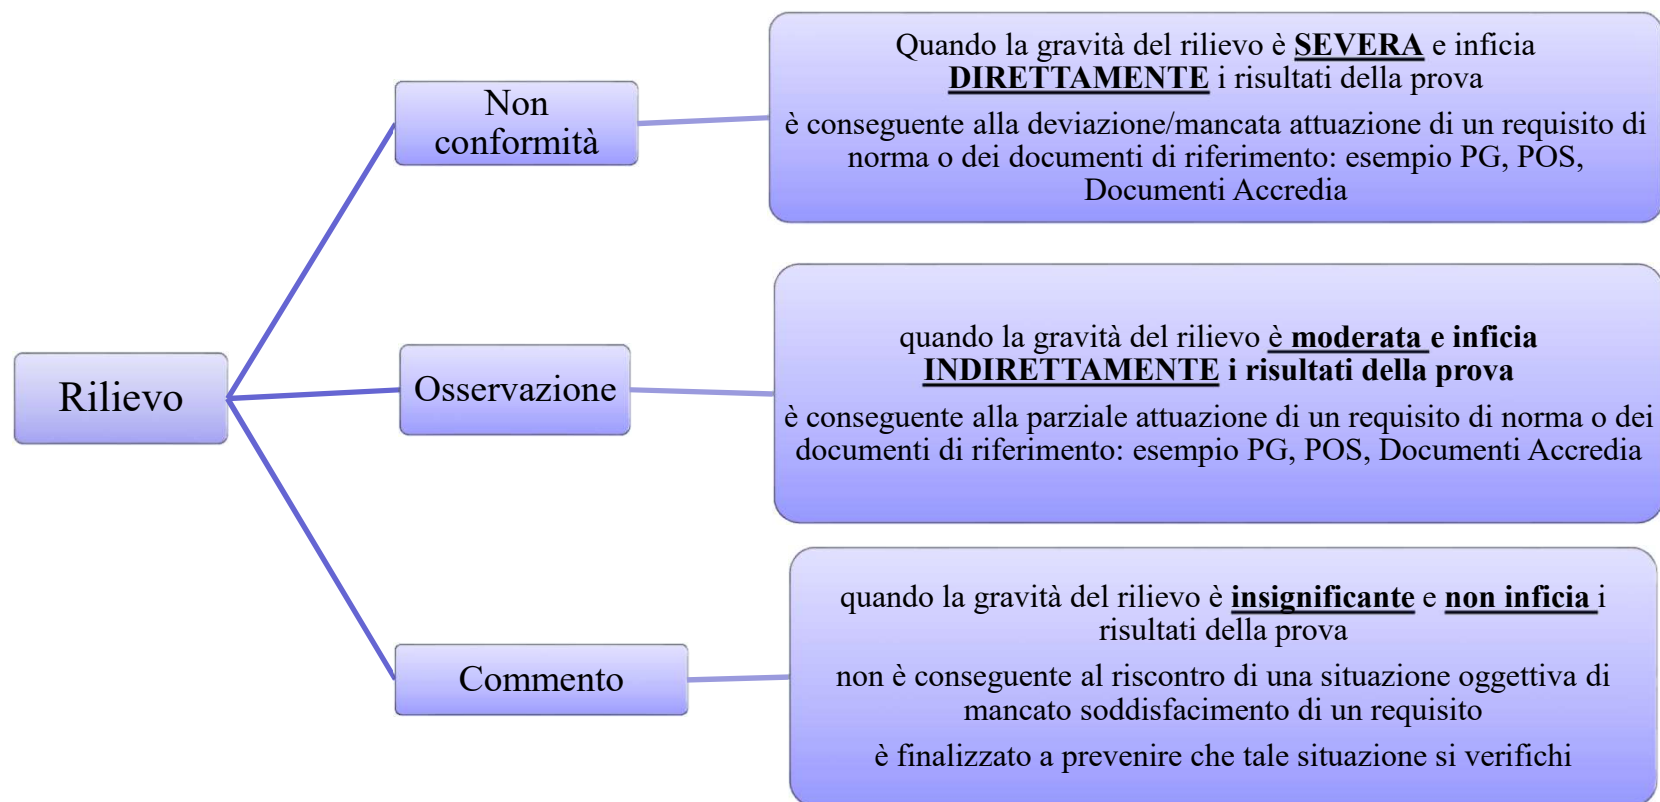 Rilievo
Non
conformità
Quando la gravità del rilievo è SEVERA e inficia
DIRETTAMENTE i risultati della prova
è conseguente alla deviazione/mancata attuazione di un requisito di
norma o dei documenti di riferimento: esempio PG, POS,
Documenti Accredia
Osservazione
quando la gravità del rilievo è moderata e inficia
INDIRETTAMENTE i risultati della prova
è conseguente alla parziale attuazione di un requisito di norma o dei
documenti di riferimento: esempio PG, POS, Documenti Accredia
Commento
quando la gravità del rilievo è insignificante e non inficia i
risultati della prova
non è conseguente al riscontro di una situazione oggettiva di
mancato soddisfacimento di un requisito
è finalizzato a prevenire che tale situazione si verifichi